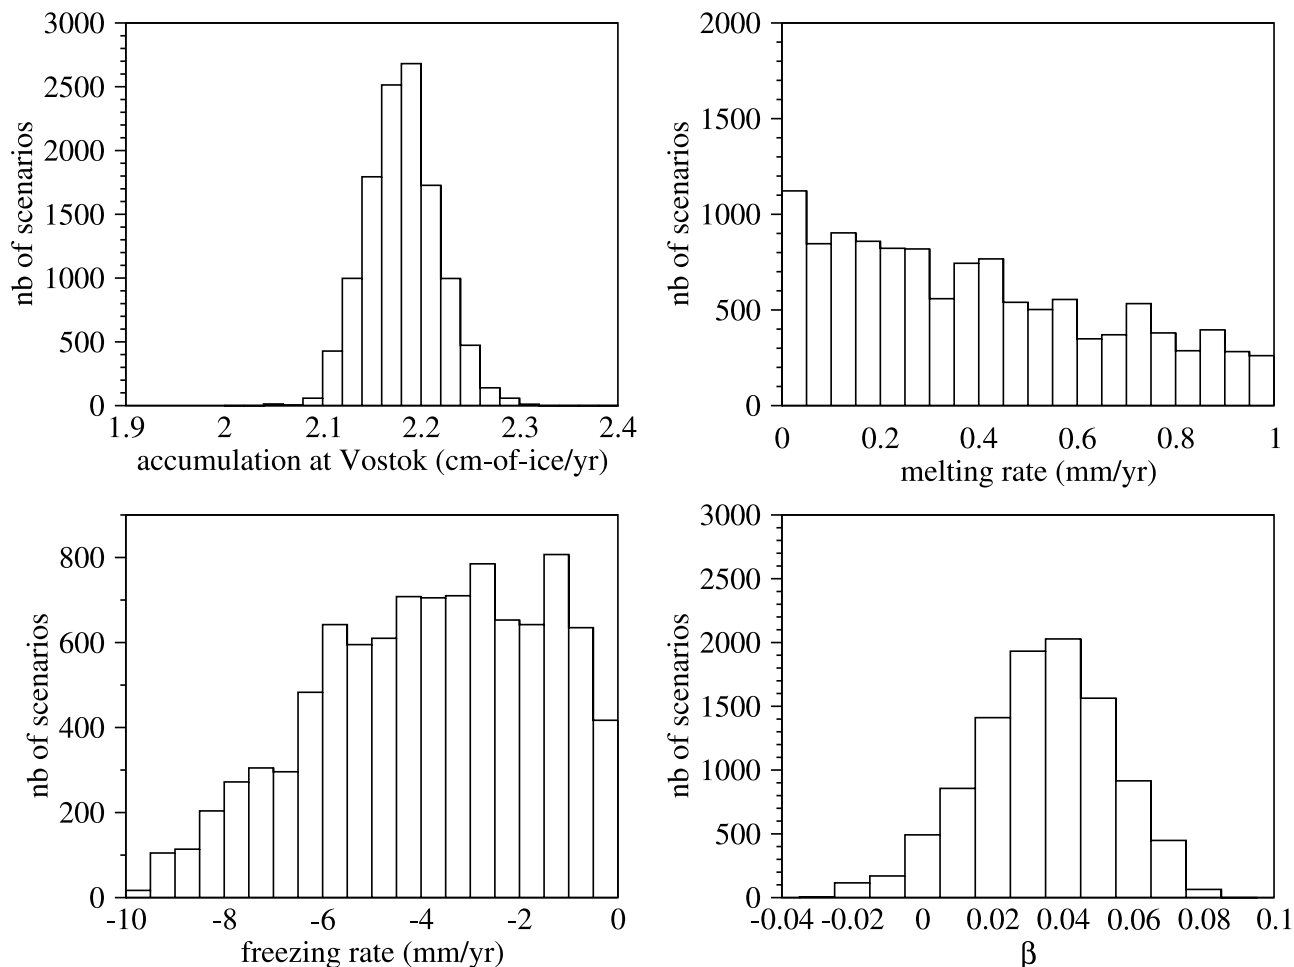 3000
2500
2000
1500
1000
500
0
nb of scenarios
1.9 2 2.1 2.2 2.3 2.4
accumulation at Vostok (cm-of-ice/yr)
2000
1500
1000
500
0
nb of scenarios
0 0.2 0.4 0.6 0.8 1
melting rate (mm/yr)
800
600
400
200
0
nb of scenarios
-10 -8 -6 -4 -2 0
freezing rate (mm/yr)
3000
2500
2000
1500
1000
500
0
nb of scenarios
-0.04 -0.02 0 0.02 0.04 0.06 0.08 0.1
β